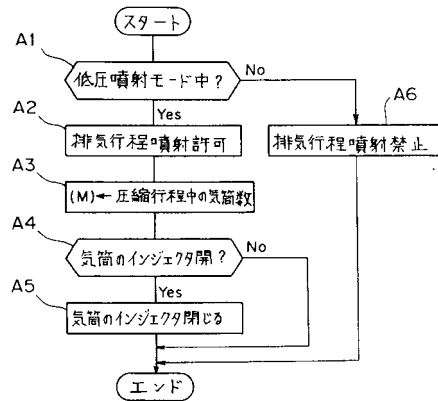 スタート
A1
低圧噴射モード中?
No
Yes
A2
排気行程噴射許可
A6
排気行程噴射禁止
A3
(M)← 圧縮行程中の気筒数
A4
気筒のインジェクタ開?
No
Yes
A5
気筒のインジェクタ閉じる
エンド